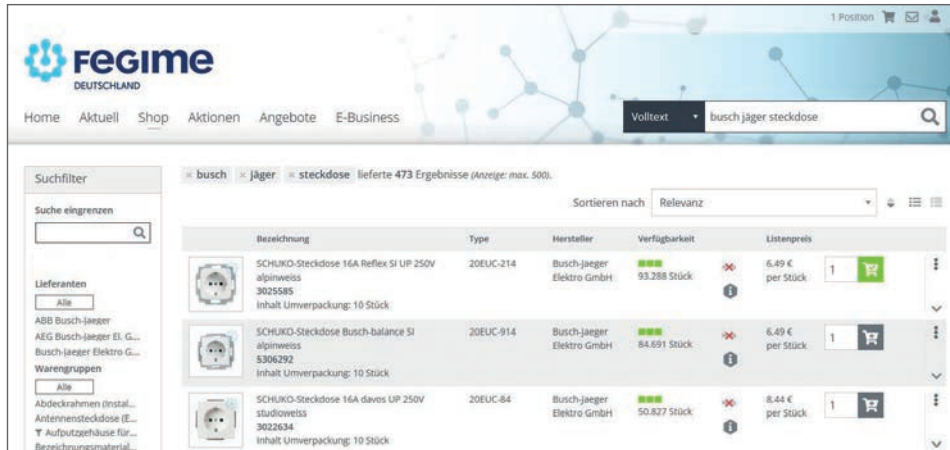 1 Position
FEGIME
DEUTSCHLAND
Home Aktuell Shop Aktionen Angebote E-Business
Volltext busch jäger steckdose
Suchfilter
Suche eingrenzen
Lieferanten
Alle
ABB Busch-Jaeger
AEG Busch-Jaeger El. G...
Busch-Jaeger Elektro G...
Warengruppen
Alle
Abdeckrahmen (Instal...
Antennensteckdose (E...
Aufputzgehäuse für...
Bezeichnungsmaterial...
× busch × jäger × steckdose lieferte 473 Ergebnisse (Anzeige: max. 500).
Sortieren nach Relevanz
Bezeichnung Type Hersteller Verfügbarkeit Listenpreis
SCHUKO-Steckdose 16A Reflex SI UP 250V 20EUC-214 Busch-Jaeger 6,49 € 1
alpinweiss Elektro GmbH 93.288 Stück per Stück
3025585
Inhalt Umverpackung: 10 Stück
SCHUKO-Steckdose Busch-balance SI 20EUC-914 Busch-Jaeger 6,49 € 1
alpinweiss Elektro GmbH 84.691 Stück per Stück
5306292
Inhalt Umverpackung: 10 Stück
SCHUKO-Steckdose 16A davos UP 250V 20EUC-84 Busch-Jaeger 8,44 € 1
studioweiss Elektro GmbH 50.827 Stück per Stück
3022634
Inhalt Umverpackung: 10 Stück